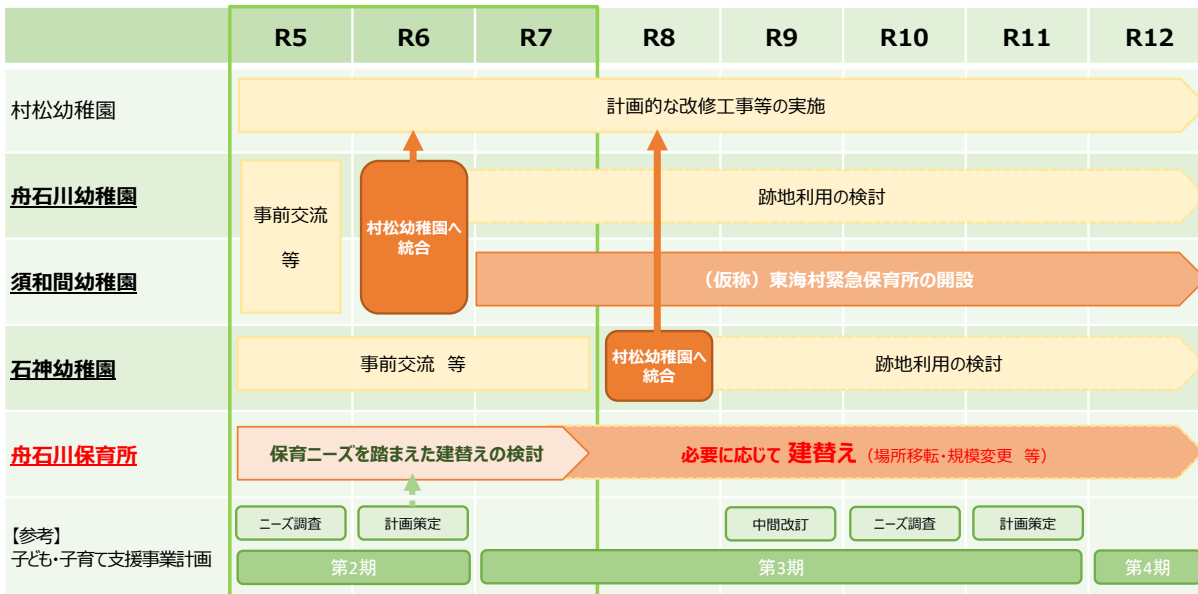 R5 R6 R7 R8 R9 R10 R11 R12
村松幼稚園
計画的な改修工事等の実施
舟石川幼稚園
事前交流
等
村松幼稚園へ
統合
跡地利用の検討
須和間幼稚園
（仮称）東海村緊急保育所の開設
石神幼稚園
事前交流 等
村松幼稚園へ
統合
跡地利用の検討
舟石川保育所
保育ニーズを踏まえた建替えの検討
必要に応じて 建替え（場所移転・規模変更 等）
【参考】
子ども・子育て支援事業計画
ニーズ調査 計画策定 中間改訂 ニーズ調査 計画策定
第2期 第3期 第4期